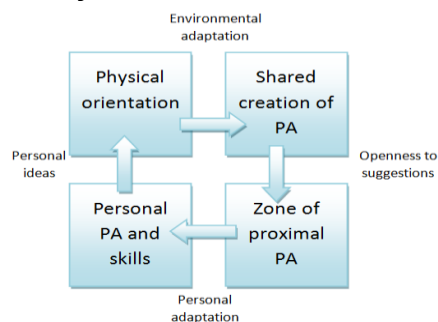 Environmental
adaptation
Physical
orientation
Shared
creation of
PA
Personal
ideas
Openness to
suggestions
Personal
PA and
skills
Zone of
proximal
PA
Personal
adaptation